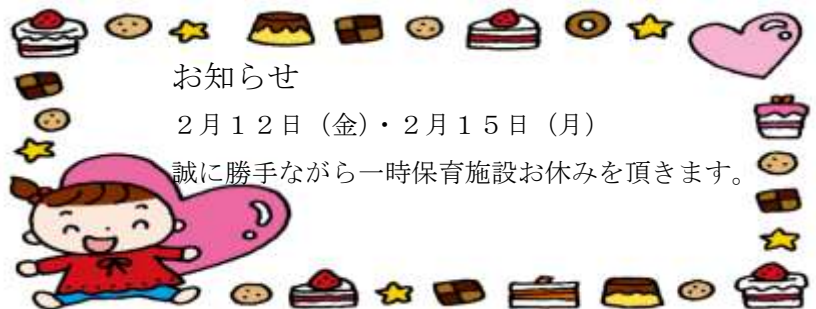 お知らせ
２月１２日（金）・２月１５日（月）
誠に勝手ながら一時保育施設お休みを頂きます。